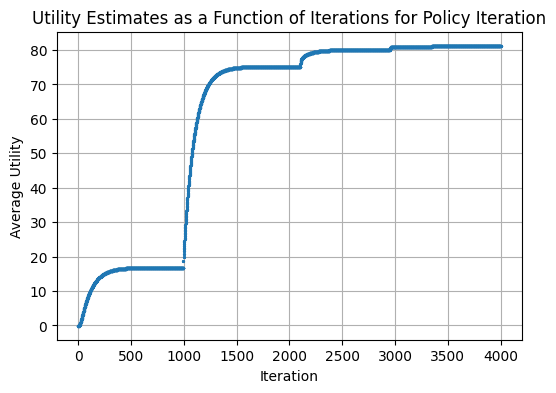 Utility Estimates as a Function of Iterations for Policy Iteration
80
70
60
50
40
30
20
10
0
Average Utility
0 500 1000 1500 2000 2500 3000 3500 4000
Iteration